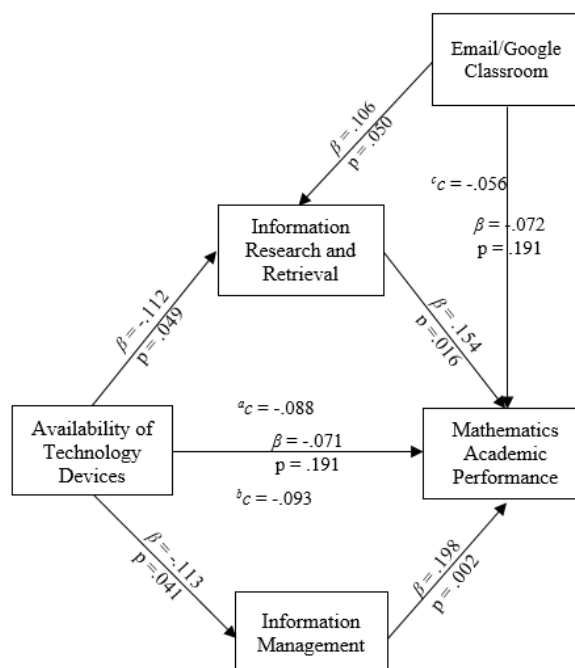 Email/Google
Classroom
β = .106
p = .050
ᶜc = -.056
Information
Research and
Retrieval
β = -.072
p = .191
β = -.112
p = .049
β = .154
p = .016
ᵃc = -.088
Availability of
Technology
Devices
β = -.071
p = .191
Mathematics
Academic
Performance
ᵇc = -.093
β = -.113
p = .041
β = .198
p = .002
Information
Management